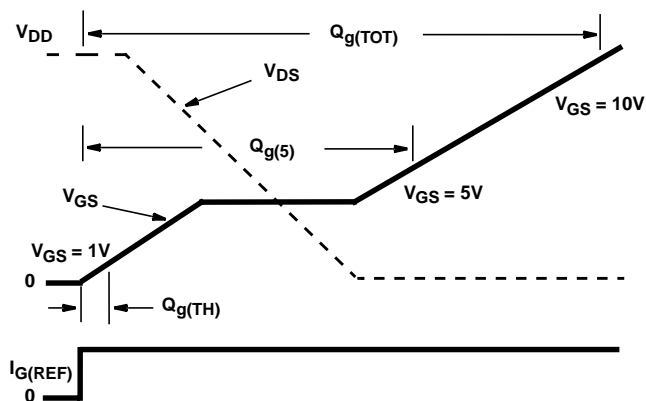 V_DD
Q_g(TOT)
V_DS
V_GS = 10V
Q_g(5)
V_GS
V_GS = 5V
V_GS = 1V
0
Q_g(TH)
I_G(REF)
0